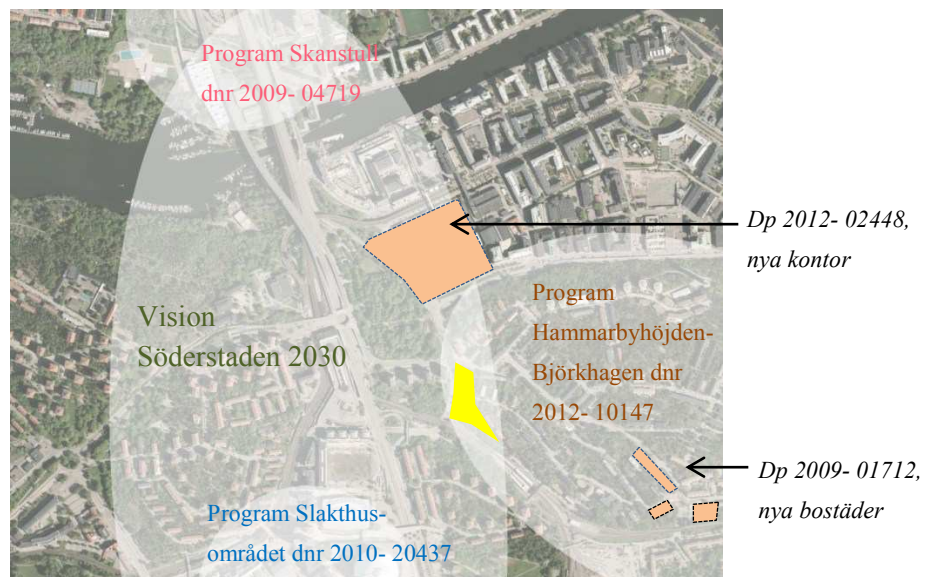 Program Skanstull
dnr 2009- 04719
Dp 2012- 02448,
nya kontor
Program
Hammarbyhöjden-
Björkhagen dnr
2012- 10147
Vision
Söderstaden 2030
Dp 2009- 01712,
nya bostäder
Program Slakthus-
området dnr 2010- 20437